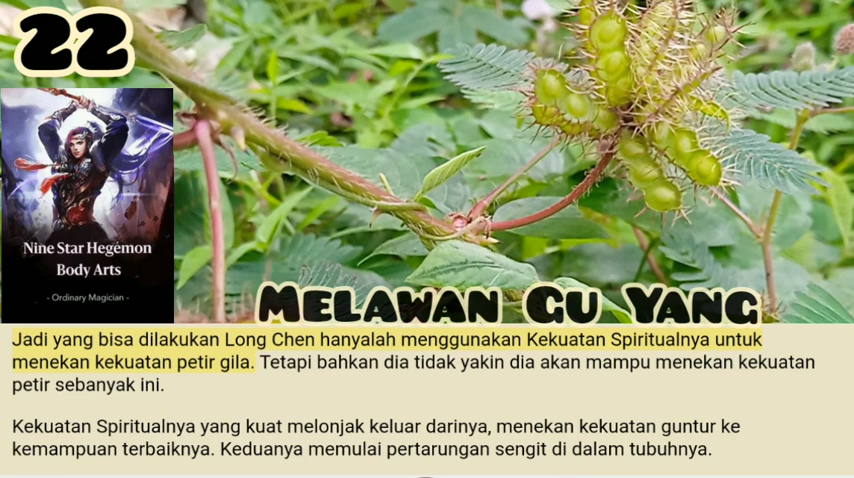 22
Nine Star Hegemon
Body Arts
- Ordinary Magician -
MELAWAN GU YANG
Jadi yang bisa dilakukan Long Chen hanyalah menggunakan Kekuatan Spiritualnya untuk
menekan kekuatan petir gila. Tetapi bahkan dia tidak yakin dia akan mampu menekan kekuatan
petir sebanyak ini.
Kekuatan Spiritualnya yang kuat melonjak keluar darinya, menekan kekuatan guntur ke
kemampuan terbaiknya. Keduanya memulai pertarungan sengit di dalam tubuhnya.